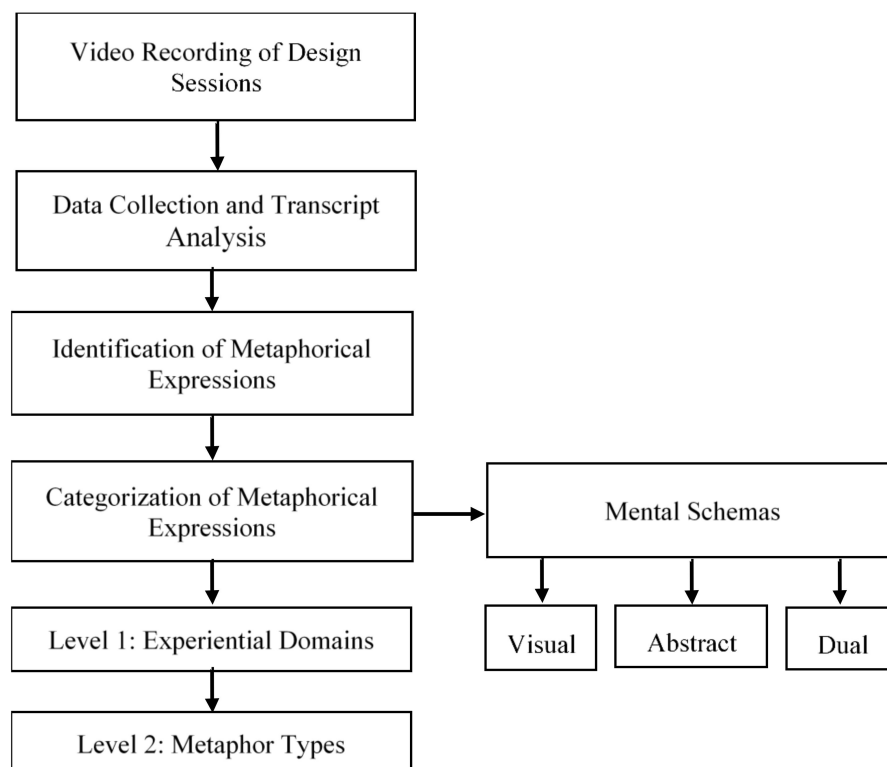 Video Recording of Design
Sessions
Data Collection and Transcript
Analysis
Identification of Metaphorical
Expressions
Categorization of Metaphorical
Expressions
Mental Schemas
Level 1: Experiential Domains
Visual
Abstract
Dual
Level 2: Metaphor Types